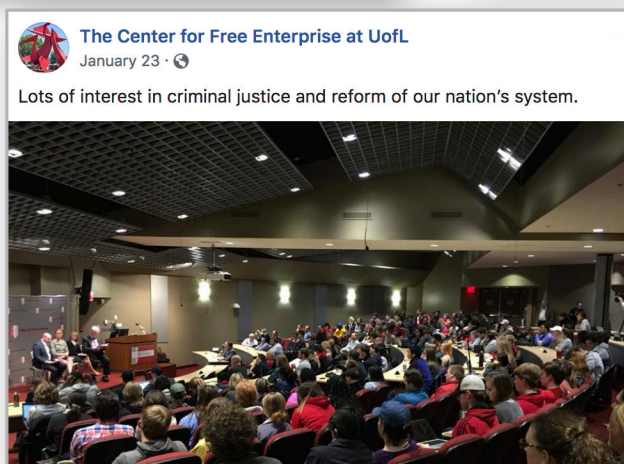 The Center for Free Enterprise at UofL
January 23 ·
Lots of interest in criminal justice and reform of our nation's system.